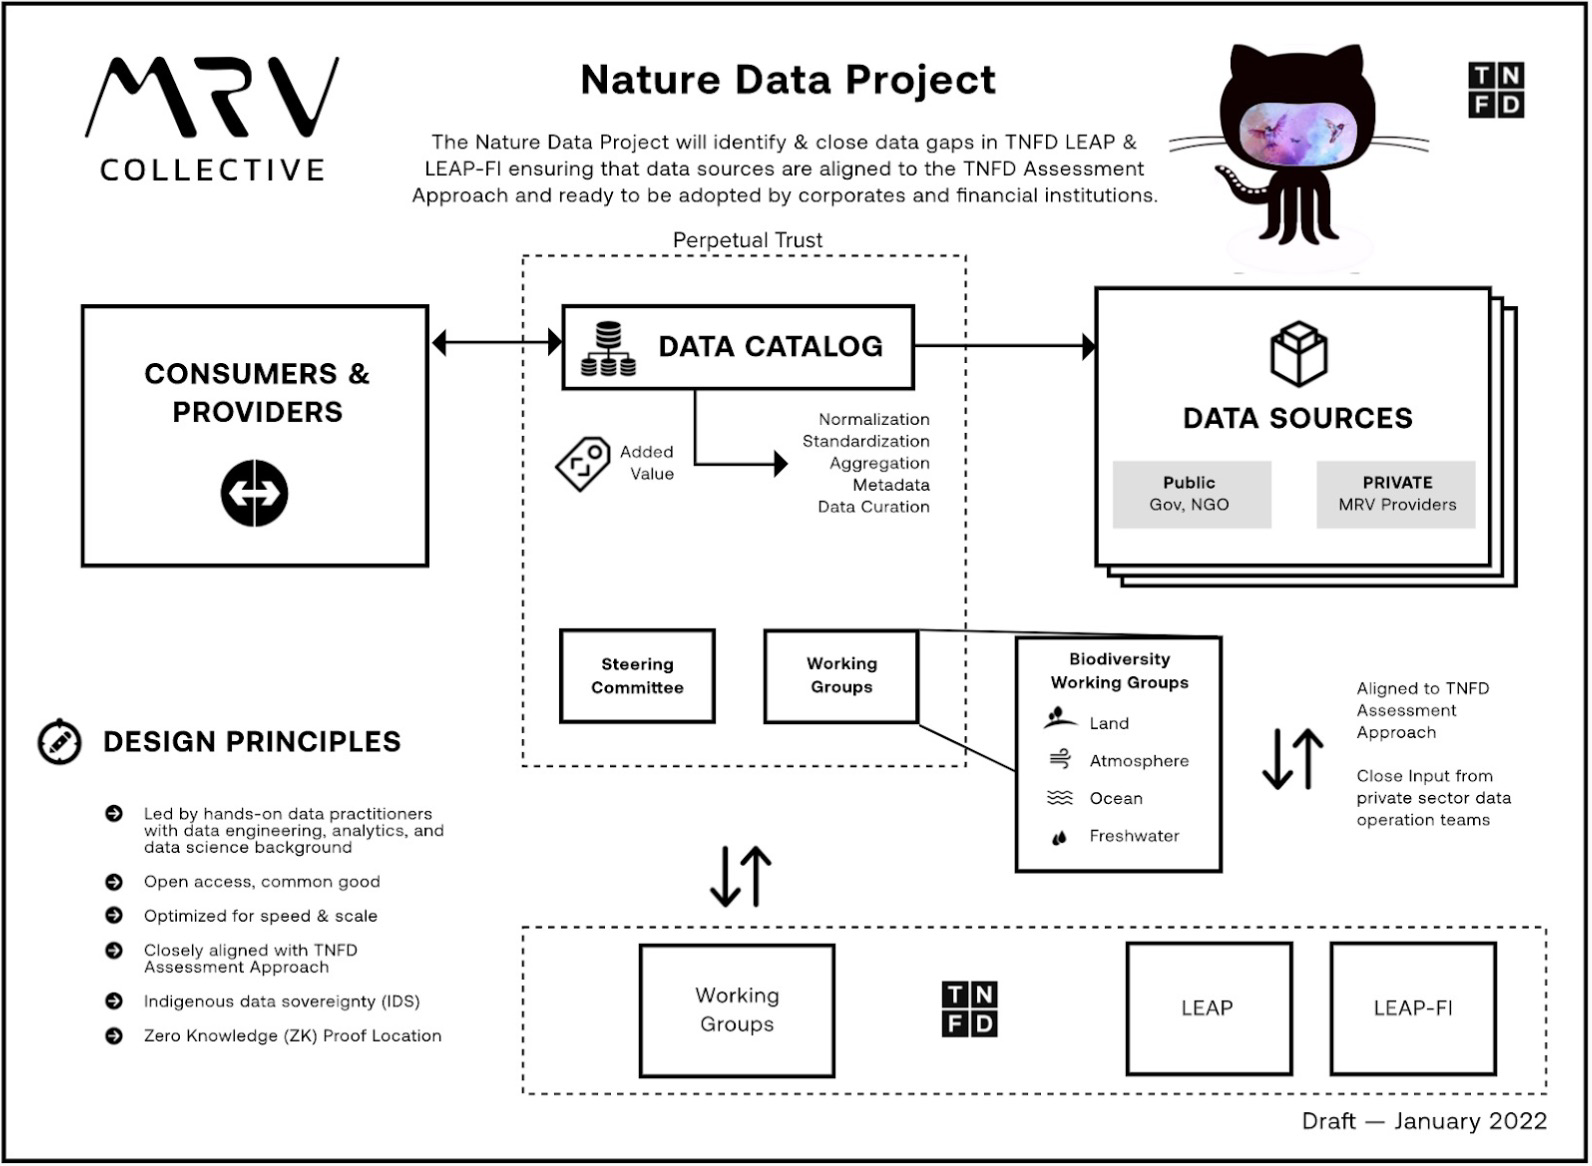 MRV
COLLECTIVE
Nature Data Project
The Nature Data Project will identify & close data gaps in TNFD LEAP &
LEAP-FI ensuring that data sources are aligned to the TNFD Assessment
Approach and ready to be adopted by corporates and financial institutions.
TN
FD
Perpetual Trust
CONSUMERS &
PROVIDERS
DATA CATALOG
Added
Value
Normalization
Standardization
Aggregation
Metadata
Data Curation
DATA SOURCES
Public
Gov, NGO
PRIVATE
MRV Providers
Steering
Committee
Working
Groups
Biodiversity
Working Groups
Land
Atmosphere
Ocean
Freshwater
Aligned to TNFD
Assessment
Approach
Close Input from
private sector data
operation teams
DESIGN PRINCIPLES
Led by hands-on data practitioners
with data engineering, analytics, and
data science background
Open access, common good
Optimized for speed & scale
Closely aligned with TNFD
Assessment Approach
Indigenous data sovereignty (IDS)
Zero Knowledge (ZK) Proof Location
Working
Groups
TN
FD
LEAP
LEAP-FI
Draft — January 2022